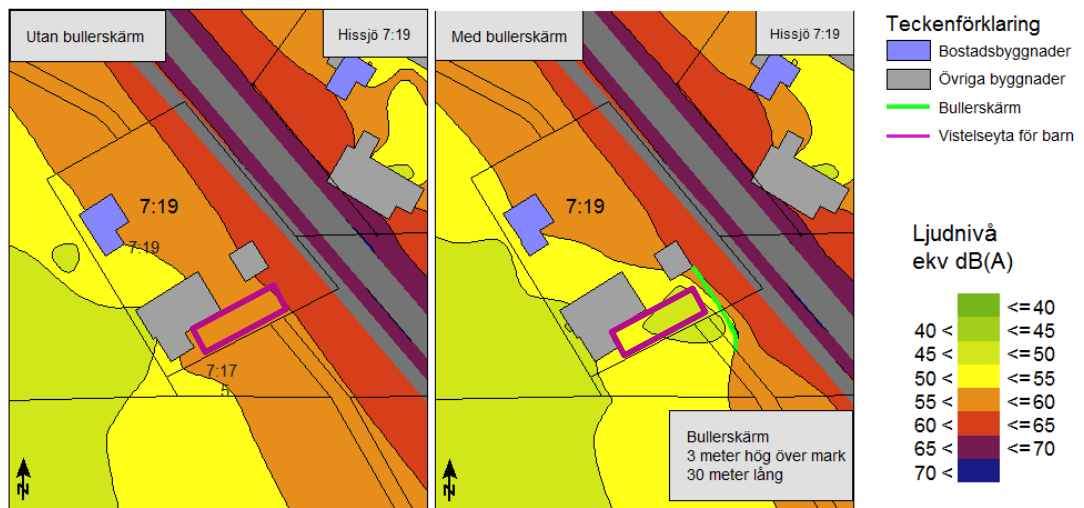 Utan bullerskärm
Hissjö 7:19
7:19
7:19
7:17
5
N
Med bullerskärm
Hissjö 7:19
7:19
Bullerskärm
3 meter hög över mark
30 meter lång
N
Teckenförklaring
Bostadsbyggnader
Övriga byggnader
Bullerskärm
Vistelseyta för barn
Ljudnivå
ekv dB(A)
<= 40
40 < <= 45
45 < <= 50
50 < <= 55
55 < <= 60
60 < <= 65
65 < <= 70
70 <